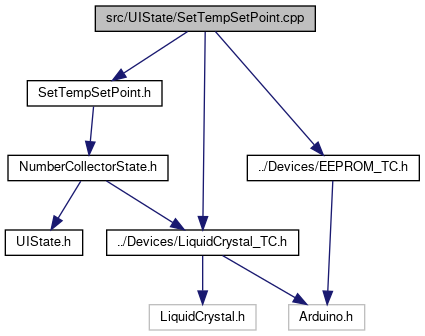 src/UIState/SetTempSetPoint.cpp
SetTempSetPoint.h
NumberCollectorState.h
../Devices/EEPROM_TC.h
UIState.h
../Devices/LiquidCrystal_TC.h
LiquidCrystal.h
Arduino.h